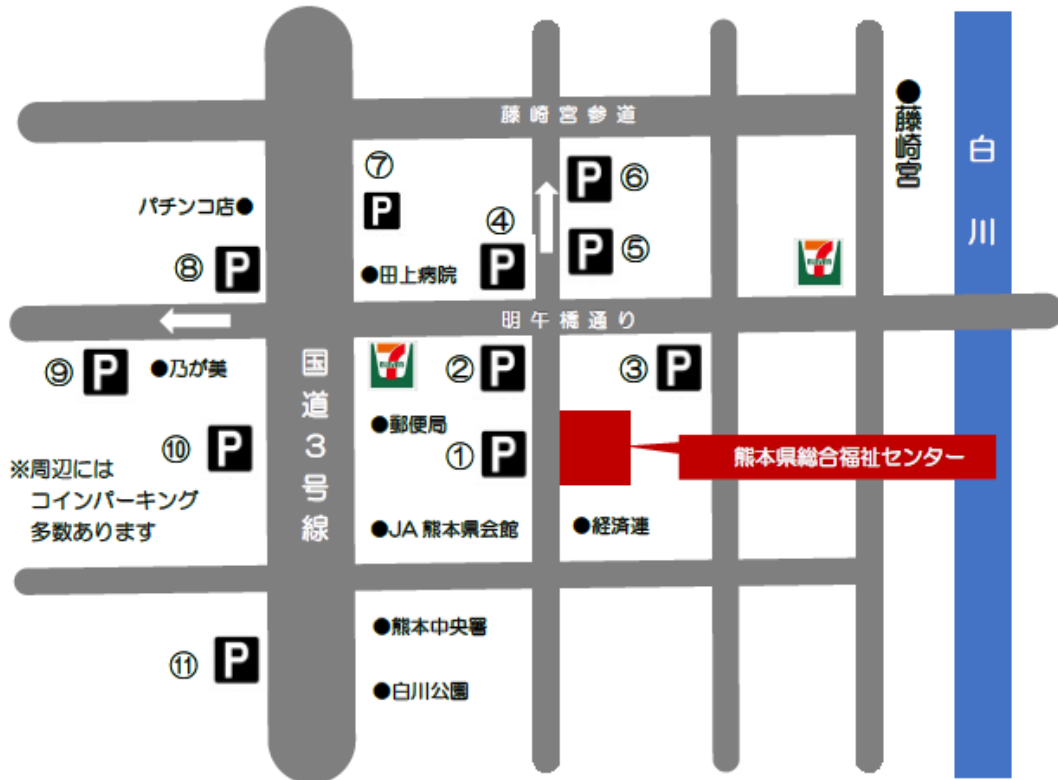 藤崎宮参道
●藤崎宮
白川
⑦
P
P
⑥
パチンコ店●
④
⑧
P
●田上病院
P
P
⑤
7
ELEVEN
明午橋通り
国道3号線
⑨
P
●乃が美
7
ELEVEN
②
P
③
P
●郵便局
⑩
P
①
P
熊本県総合福祉センター
※周辺には
コインパーキング
多数あります
●JA 熊本県会館
●経済連
●熊本中央署
⑪
P
●白川公園